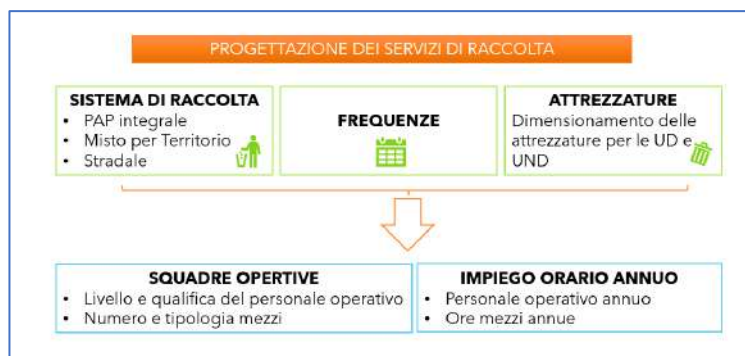 PROGETTAZIONE DEI SERVIZI DI RACCOLTA
SISTEMA DI RACCOLTA
• PAP integrale
• Misto per Territorio
• Stradale
FREQUENZE
ATTREZZATURE
Dimensionamento delle
attrezzature per le UD e
UND
SQUADRE OPERTIVE
• Livello e qualifica del personale operativo
• Numero e tipologia mezzi
IMPIEGO ORARIO ANNUO
• Personale operativo annuo
• Ore mezzi annue